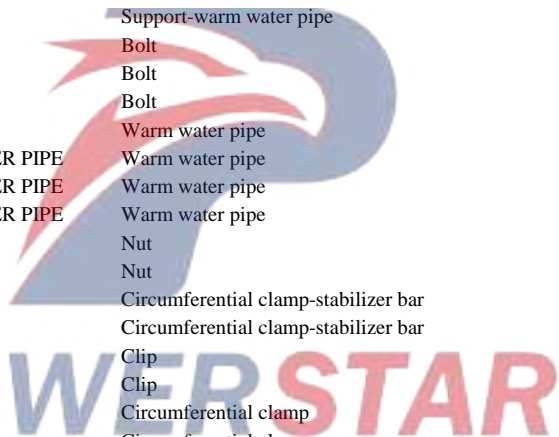 Support-warm water pipe
Bolt
Bolt
Bolt
Warm water pipe
ER PIPE Warm water pipe
ER PIPE Warm water pipe
ER PIPE Warm water pipe
Nut
Nut
Circumferential clamp-stabilizer bar
Circumferential clamp-stabilizer bar
Clip
Clip
WERSTAR
Circumferential clamp